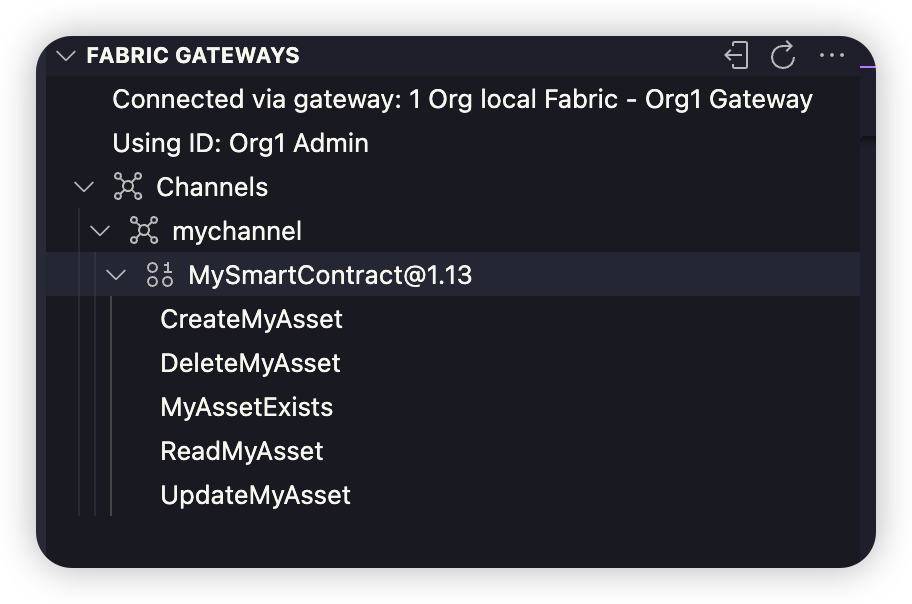 FABRIC GATEWAYS
Connected via gateway: 1 Org local Fabric - Org1 Gateway
Using ID: Org1 Admin
Channels
mychannel
MySmartContract@1.13
CreateMyAsset
DeleteMyAsset
MyAssetExists
ReadMyAsset
UpdateMyAsset